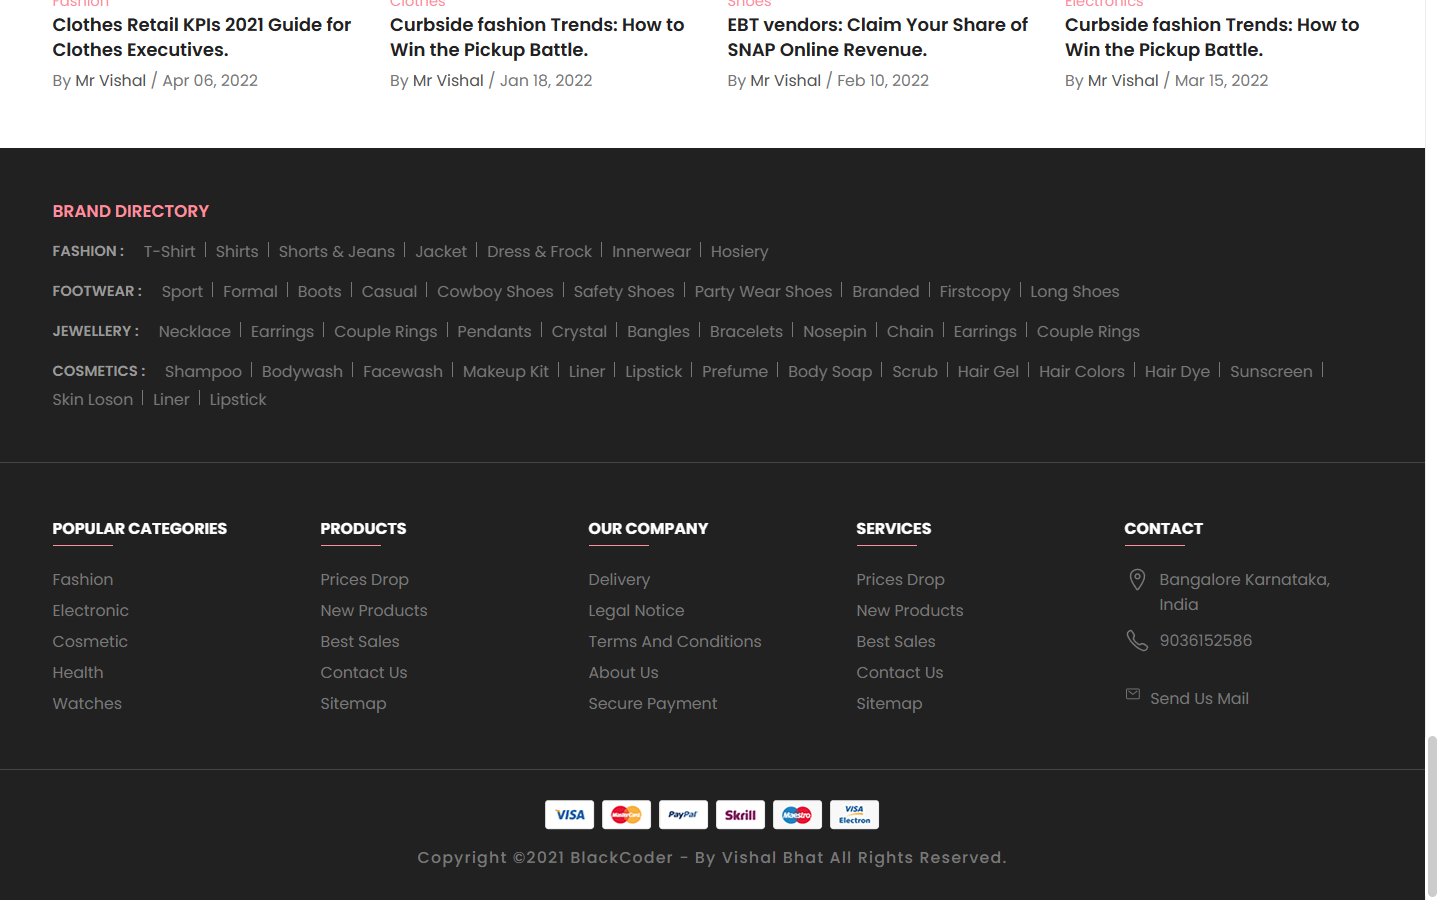 Fashion
Clothes Retail KPIs 2021 Guide for
Clothes Executives.
By Mr Vishal / Apr 06, 2022
Clothes
Curbside fashion Trends: How to
Win the Pickup Battle.
By Mr Vishal / Jan 18, 2022
Shoes
EBT vendors: Claim Your Share of
SNAP Online Revenue.
By Mr Vishal / Feb 10, 2022
Electronics
Curbside fashion Trends: How to
Win the Pickup Battle.
By Mr Vishal / Mar 15, 2022
BRAND DIRECTORY
FASHION : T-Shirt | Shirts | Shorts & Jeans | Jacket | Dress & Frock | Innerwear | Hosiery
FOOTWEAR : Sport | Formal | Boots | Casual | Cowboy Shoes | Safety Shoes | Party Wear Shoes | Branded | Firstcopy | Long Shoes
JEWELLERY : Necklace | Earrings | Couple Rings | Pendants | Crystal | Bangles | Bracelets | Nosepin | Chain | Earrings | Couple Rings
COSMETICS : Shampoo | Bodywash | Facewash | Makeup Kit | Liner | Lipstick | Prefume | Body Soap | Scrub | Hair Gel | Hair Colors | Hair Dye | Sunscreen |
Skin Loson | Liner | Lipstick
POPULAR CATEGORIES
Fashion
Electronic
Cosmetic
Health
Watches
PRODUCTS
Prices Drop
New Products
Best Sales
Contact Us
Sitemap
OUR COMPANY
Delivery
Legal Notice
Terms And Conditions
About Us
Secure Payment
SERVICES
Prices Drop
New Products
Best Sales
Contact Us
Sitemap
CONTACT
Bangalore Karnataka,
India
9036152586
Send Us Mail
VISA MasterCard PayPal Skrill Maestro VISA Electron
Copyright ©2021 BlackCoder - By Vishal Bhat All Rights Reserved.